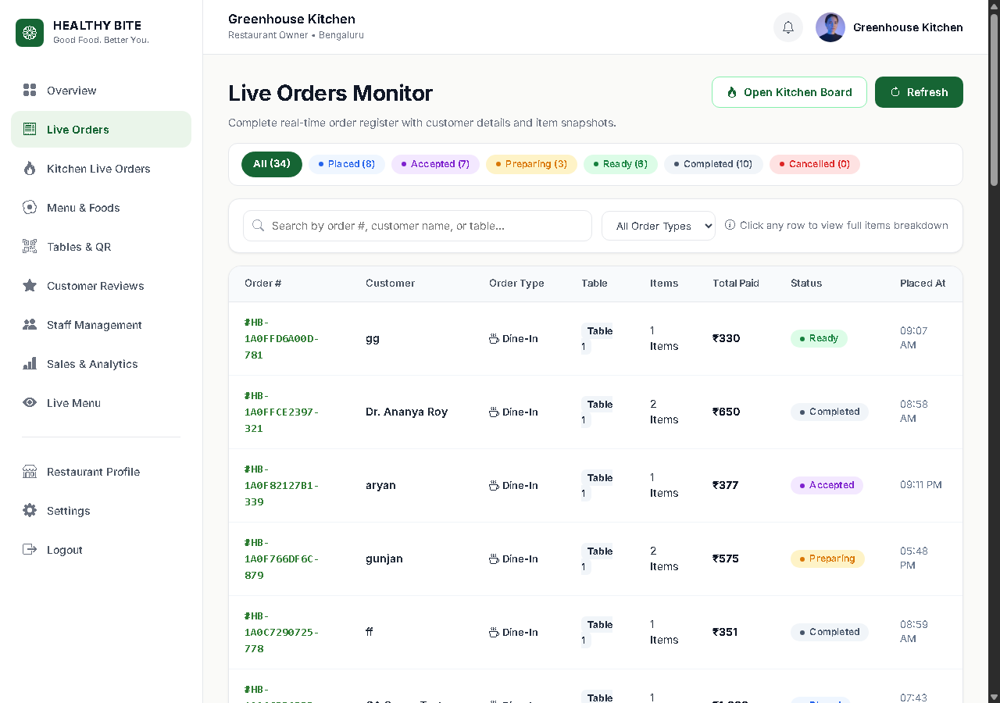 HEALTHY BITE
Good Food. Better You.
Overview
Live Orders
Kitchen Live Orders
Menu & Foods
Tables & QR
Customer Reviews
Staff Management
Sales & Analytics
Live Menu
Restaurant Profile
Settings
Logout
Greenhouse Kitchen
Restaurant Owner • Bengaluru
Greenhouse Kitchen
Live Orders Monitor
Open Kitchen Board
Refresh
Complete real-time order register with customer details and item snapshots.
All (34)
Placed (8)
Accepted (7)
Preparing (3)
Ready (6)
Completed (10)
Cancelled (0)
Search by order #, customer name, or table...
All Order Types
Click any row to view full items breakdown
Order # Customer Order Type Table Items Total Paid Status Placed At
#HB-
1A0FFD6A00D-
781
gg
Dine-In
Table
1
1
Items
₹330
Ready
09:07
AM
#HB-
1A0FFCE2397-
321
Dr. Ananya Roy
Dine-In
Table
1
2
Items
₹650
Completed
08:58
AM
#HB-
1A0F82127B1-
339
aryan
Dine-In
Table
1
1
Items
₹377
Accepted
09:11 PM
#HB-
1A0F766DF6C-
879
gunjan
Dine-In
Table
1
2
Items
₹575
Preparing
05:48
PM
#HB-
1A0C7290725-
778
ff
Dine-In
Table
1
1
Items
₹351
Completed
08:59
AM
#HB-
Table
1
07:43